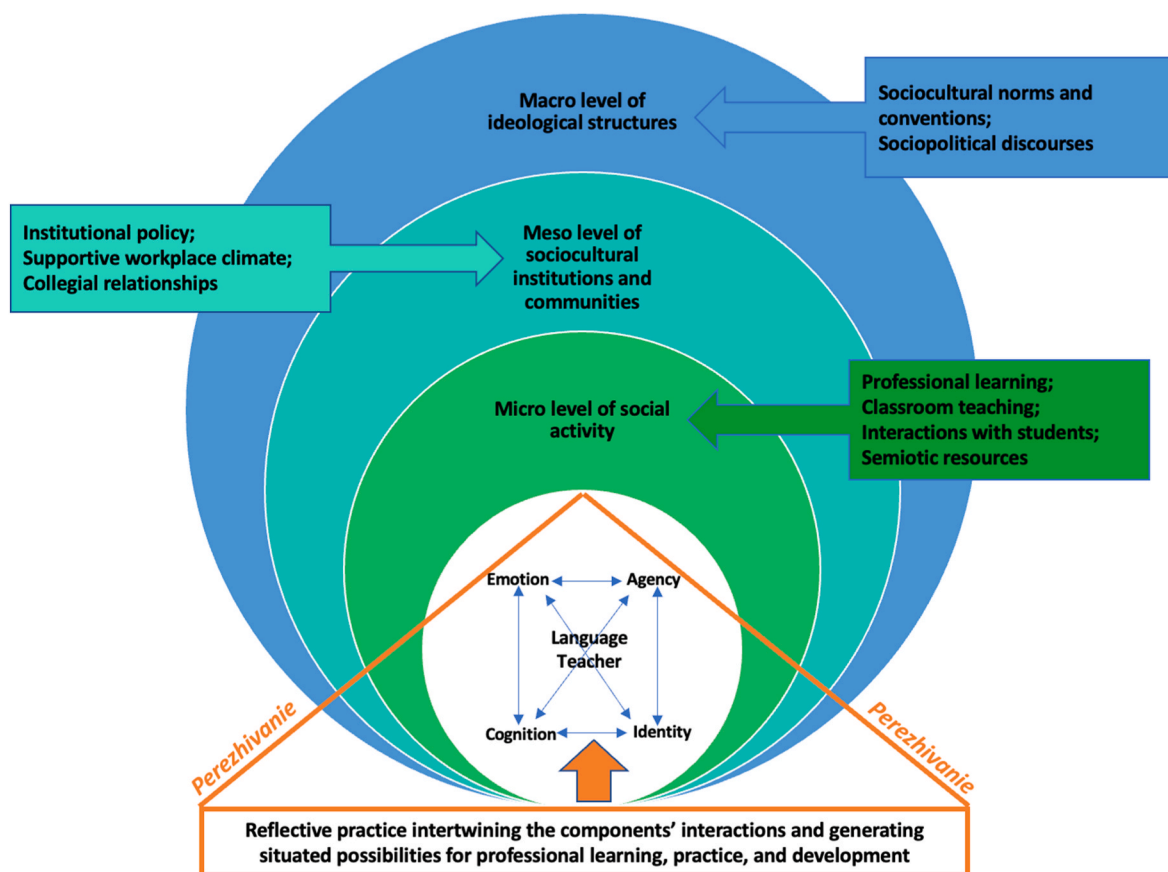 Macro level of
ideological structures
Sociocultural norms and
conventions;
Sociopolitical discourses
Institutional policy;
Supportive workplace climate;
Collegial relationships
Meso level of
sociocultural
institutions and
communities
Micro level of social
activity
Professional learning;
Classroom teaching;
Interactions with students;
Semiotic resources
Emotion
Agency
Language
Teacher
Cognition
Identity
Perezhivanie
Perezhivanie
Reflective practice intertwining the components’ interactions and generating
situated possibilities for professional learning, practice, and development